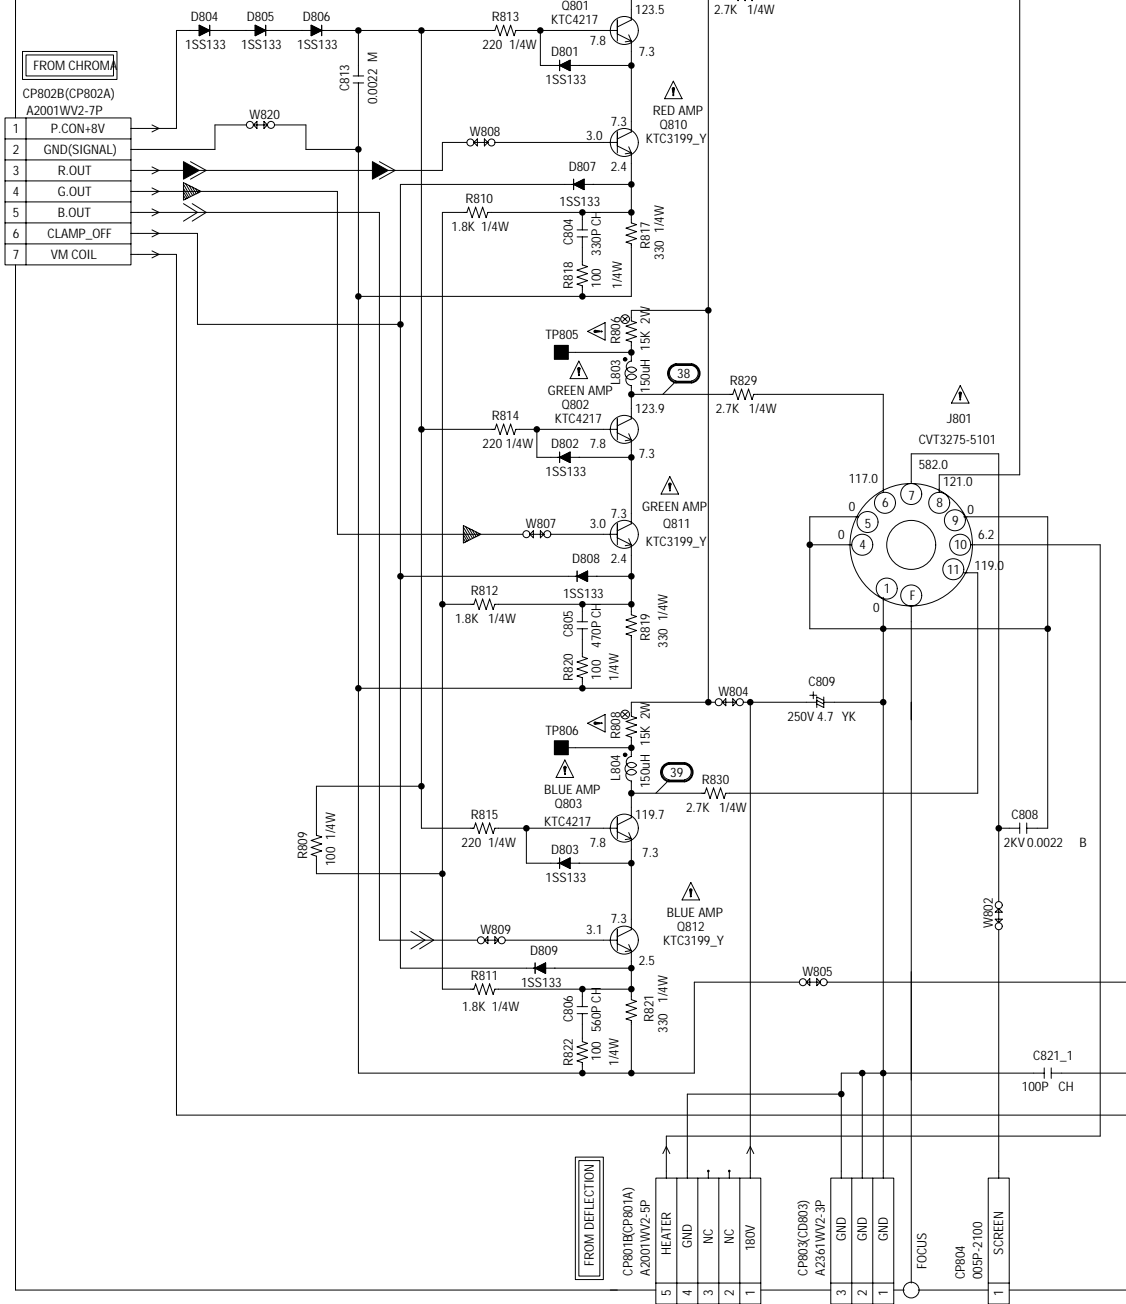 Q801
KTC4217
123.5
2.7K 1/4W
D804
D805
D806
R813
1SS133
1SS133
1SS133
220 1/4W
7.8
7.3
D801
1SS133
FROM CHROMA
C813
0.0022 M
CP802B(CP802A)
A2001WV2-7P
1 P.CON+8V
2 GND(SIGNAL)
3 R.OUT
4 G.OUT
5 B.OUT
6 CLAMP_OFF
7 VM COIL
W820
W808
RED AMP
Q810
KTC3199_Y
7.3
3.0
2.4
D807
1SS133
R810
1.8K 1/4W
C804
330P CH
R817
330 1/4W
R818
100
1/4W
TP805
R806
15K 2W
L803
150uH
38
GREEN AMP
Q802
KTC4217
123.9
R829
2.7K 1/4W
R814
220 1/4W
D802
1SS133
7.8
7.3
J801
CVT3275-5101
582.0
117.0
121.0
0
0
0
6.2
119.0
0
7
6
8
5
9
4
10
11
1
F
GREEN AMP
Q811
KTC3199_Y
7.3
W807
3.0
2.4
D808
1SS133
R812
1.8K 1/4W
C805
470P CH
R819
330 1/4W
R820
100
1/4W
W804
C809
+
250V 4.7 YK
TP806
R808
15K 2W
L804
150uH
39
BLUE AMP
Q803
KTC4217
119.7
R830
2.7K 1/4W
R815
220 1/4W
D803
1SS133
7.8
7.3
R809
100 1/4W
C808
2KV 0.0022 B
W802
BLUE AMP
Q812
KTC3199_Y
7.3
W809
3.1
2.5
D809
1SS133
R811
1.8K 1/4W
C806
560P CH
R821
330 1/4W
R822
100
1/4W
W805
C821_1
100P CH
FROM DEFLECTION
CP801B(CP801A)
A2001WV2-5P
5 HEATER
4 GND
3 NC
2 NC
1 180V
CP803(CD803)
A2361WV2-3P
3 GND
2 GND
1 GND
FOCUS
CP804
005P-2100
1 SCREEN